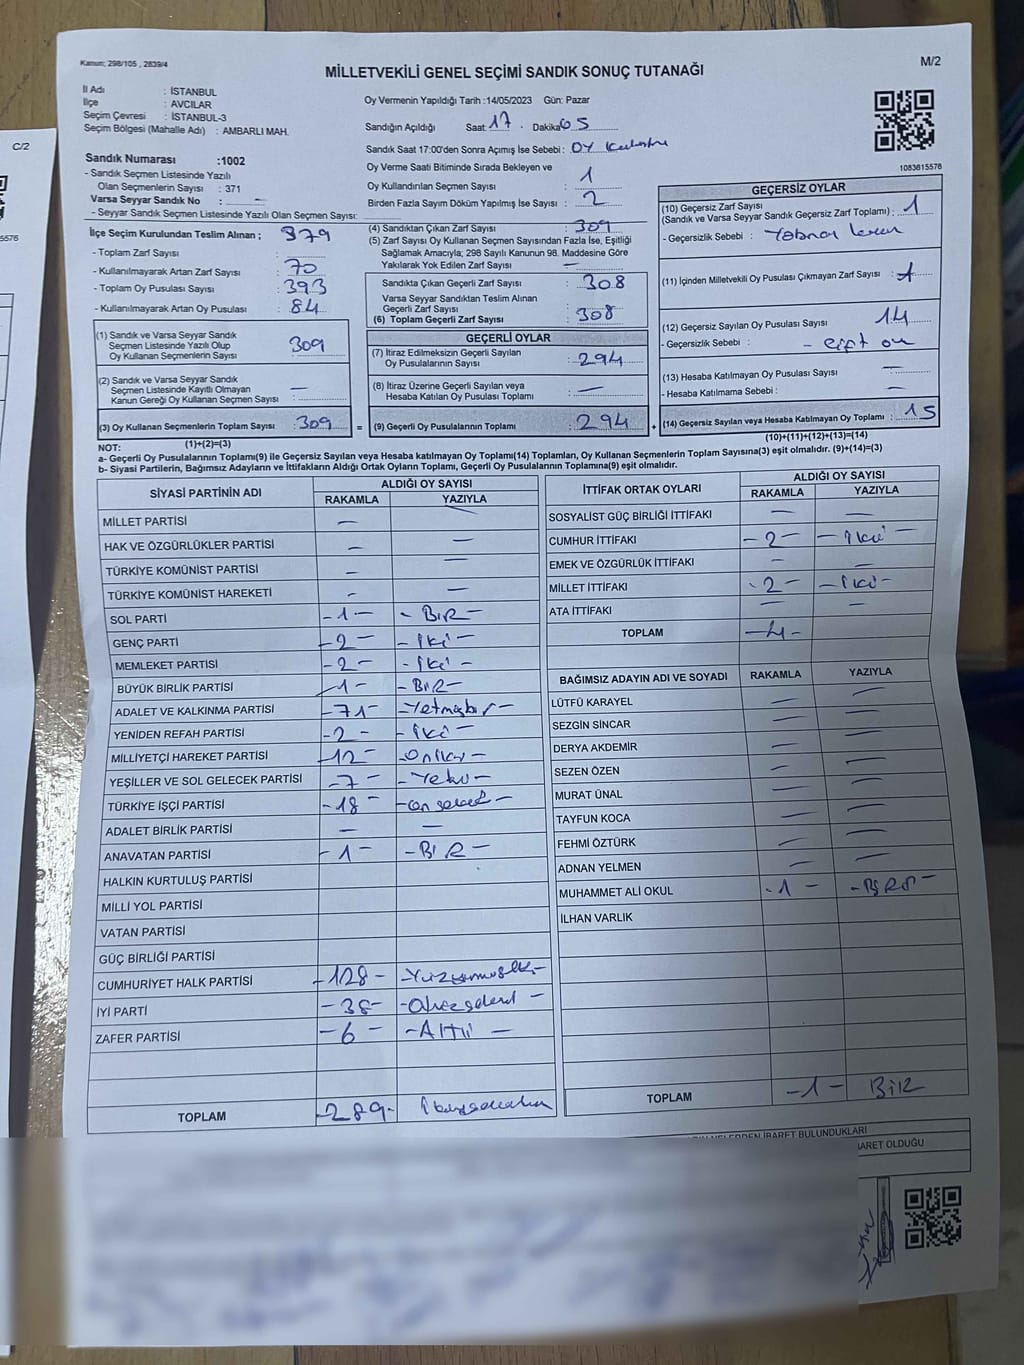 Kanun; 298/105 , 2839/4
M/2
MİLLETVEKİLİ GENEL SEÇİMİ SANDIK SONUÇ TUTANAĞI
İl Adı : İSTANBUL
İlçe : AVCILAR
Seçim Çevresi : İSTANBUL-3
Seçim Bölgesi (Mahalle Adı) : AMBARLI MAH.
Oy Vermenin Yapıldığı Tarih :14/05/2023 Gün: Pazar
Sandığın Açıldığı Saat: 17 . Dakika: 05
Sandık Saat 17:00'den Sonra Açımış İse Sebebi :
Oy Verme Saati Bitiminde Sırada Bekleyen ve
Oy Kullandırılan Seçmen Sayısı : 1
Birden Fazla Sayım Döküm Yapılmış İse Sayısı : 2
1083615578
Sandık Numarası :1002
- Sandık Seçmen Listesinde Yazılı
Olan Seçmenlerin Sayısı : 371
Varsa Seyyar Sandık No : —
- Seyyar Sandık Seçmen Listesinde Yazılı Olan Seçmen Sayısı:
İlçe Seçim Kurulundan Teslim Alınan ; 379
- Toplam Zarf Sayısı :
- Kullanılmayarak Artan Zarf Sayısı : 70
- Toplam Oy Pusulası Sayısı : 393
- Kullanılmayarak Artan Oy Pusulası : 84
(1) Sandık ve Varsa Seyyar Sandık
Seçmen Listesinde Yazılı Olup
Oy Kullanan Seçmenlerin Sayısı : 309
(2) Sandık ve Varsa Seyyar Sandık
Seçmen Listesinde Kayıtlı Olmayan
Kanun Gereği Oy Kullanan Seçmen Sayısı : —
(3) Oy Kullanan Seçmenlerin Toplam Sayısı : 309
(1)+(2)=(3)
(4) Sandıktan Çıkan Zarf Sayısı : 309
(5) Zarf Sayısı Oy Kullanan Seçmen Sayısından Fazla İse, Eşitliği
Sağlamak Amacıyla; 298 Sayılı Kanunun 98. Maddesine Göre
Yakılarak Yok Edilen Zarf Sayısı : —
Sandıkta Çıkan Geçerli Zarf Sayısı : 308
Varsa Seyyar Sandıktan Teslim Alınan
Geçerli Zarf Sayısı :
(6) Toplam Geçerli Zarf Sayısı : 308
GEÇERLİ OYLAR
(7) İtiraz Edilmeksizin Geçerli Sayılan
Oy Pusulalarının Sayısı : 294
(8) İtiraz Üzerine Geçerli Sayılan veya
Hesaba Katılan Oy Pusulası Toplamı : —
= (9) Geçerli Oy Pusulalarının Toplamı : 294 +
GEÇERSİZ OYLAR
(10) Geçersiz Zarf Sayısı
(Sandık ve Varsa Seyyar Sandık Geçersiz Zarf Toplamı) : 1
- Geçersizlik Sebebi :
(11) İçinden Milletvekili Oy Pusulası Çıkmayan Zarf Sayısı :
(12) Geçersiz Sayılan Oy Pusulası Sayısı : 14
- Geçersizlik Sebebi : - çift oy
(13) Hesaba Katılmayan Oy Pusulası Sayısı : —
- Hesaba Katılmama Sebebi : —
(14) Geçersiz Sayılan veya Hesaba Katılmayan Oy Toplamı : 15
(10)+(11)+(12)+(13)=(14)
NOT:
a- Geçerli Oy Pusulalarının Toplamı(9) ile Geçersiz Sayılan veya Hesaba katılmayan Oy Toplamı(14) Toplamları, Oy Kullanan Seçmenlerin Toplam Sayısına(3) eşit olmalıdır. (9)+(14)=(3)
b- Siyasi Partilerin, Bağımsız Adayların ve İttifakların Aldığı Ortak Oyların Toplamı, Geçerli Oy Pusulalarının Toplamına(9) eşit olmalıdır.
SİYASİ PARTİNİN ADI ALDIĞI OY SAYISI
RAKAMLA YAZIYLA
MİLLET PARTİSİ — —
HAK VE ÖZGÜRLÜKLER PARTİSİ — —
TÜRKİYE KOMÜNİST PARTİSİ — —
TÜRKİYE KOMÜNİST HAREKETİ — —
SOL PARTİ -1- - BİR -
GENÇ PARTİ -2- - iki -
MEMLEKET PARTİSİ -2- - iki -
BÜYÜK BİRLİK PARTİSİ -1- - BİR -
ADALET VE KALKINMA PARTİSİ -71- - Yetmişbir -
YENİDEN REFAH PARTİSİ -2- - iki -
MİLLİYETÇİ HAREKET PARTİSİ -12- - Oniki -
YEŞİLLER VE SOL GELECEK PARTİSİ -7- - Yedi -
TÜRKİYE İŞÇİ PARTİSİ -18- - on sekiz -
ADALET BİRLİK PARTİSİ — —
ANAVATAN PARTİSİ -1- - BİR -
HALKIN KURTULUŞ PARTİSİ
MİLLİ YOL PARTİSİ
VATAN PARTİSİ
GÜÇ BİRLİĞİ PARTİSİ
CUMHURİYET HALK PARTİSİ -128- - Yüzyirmisekiz -
İYİ PARTİ -38- - Otuzsekiz -
ZAFER PARTİSİ -6- - Altı -
TOPLAM -289-
İTTİFAK ORTAK OYLARI ALDIĞI OY SAYISI
RAKAMLA YAZIYLA
SOSYALİST GÜÇ BİRLİĞİ İTTİFAKI — —
CUMHUR İTTİFAKI -2- - iki -
EMEK VE ÖZGÜRLÜK İTTİFAKI — —
MİLLET İTTİFAKI -2- - iki -
ATA İTTİFAKI — —
TOPLAM -4-
BAĞIMSIZ ADAYIN ADI VE SOYADI RAKAMLA YAZIYLA
LÜTFÜ KARAYEL — —
SEZGİN SİNCAR — —
DERYA AKDEMİR — —
SEZEN ÖZEN — —
MURAT ÜNAL — —
TAYFUN KOCA — —
FEHMİ ÖZTÜRK — —
ADNAN YELMEN — —
MUHAMMET ALİ OKUL -1- - BİR -
İLHAN VARLIK
TOPLAM -1- BİR
İBARET BULUNDUKLARI
İBARET OLDUĞU
C/2
5576